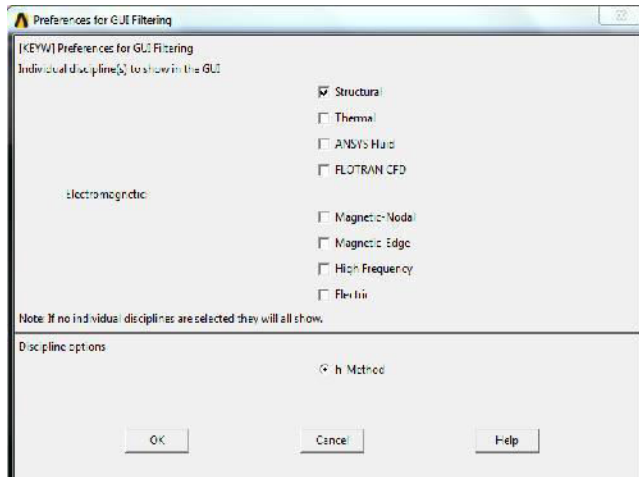 Preferences for GUI Filtering
[KEYW] Preferences for GUI Filtering
Individual discipline(s) to show in the GUI
Structural
Thermal
ANSYS Fluid
FLOTRAN CFD
Electromagnetic:
Magnetic-Nodal
Magnetic-Edge
High Frequency
Electric
Note: If no individual disciplines are selected they will all show.
Discipline options
h-Method
OK Cancel Help